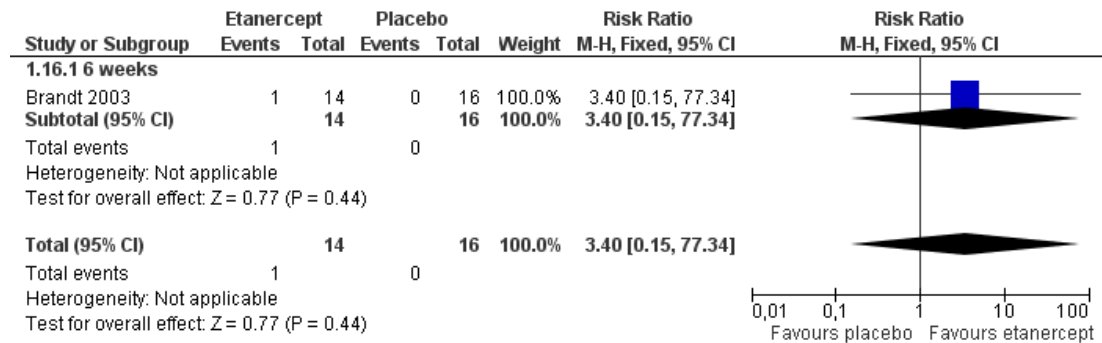 Etanercept Placebo Risk Ratio Risk Ratio
Study or Subgroup Events Total Events Total Weight M-H, Fixed, 95% CI M-H, Fixed, 95% CI
1.16.1 6 weeks
Brandt 2003 1 14 0 16 100.0% 3.40 [0.15, 77.34]
Subtotal (95% CI) 14 16 100.0% 3.40 [0.15, 77.34]
Total events 1 0
Heterogeneity: Not applicable
Test for overall effect: Z = 0.77 (P = 0.44)
Total (95% CI) 14 16 100.0% 3.40 [0.15, 77.34]
Total events 1 0
Heterogeneity: Not applicable
Test for overall effect: Z = 0.77 (P = 0.44)
0,01 0,1 1 10 100
Favours placebo Favours etanercept